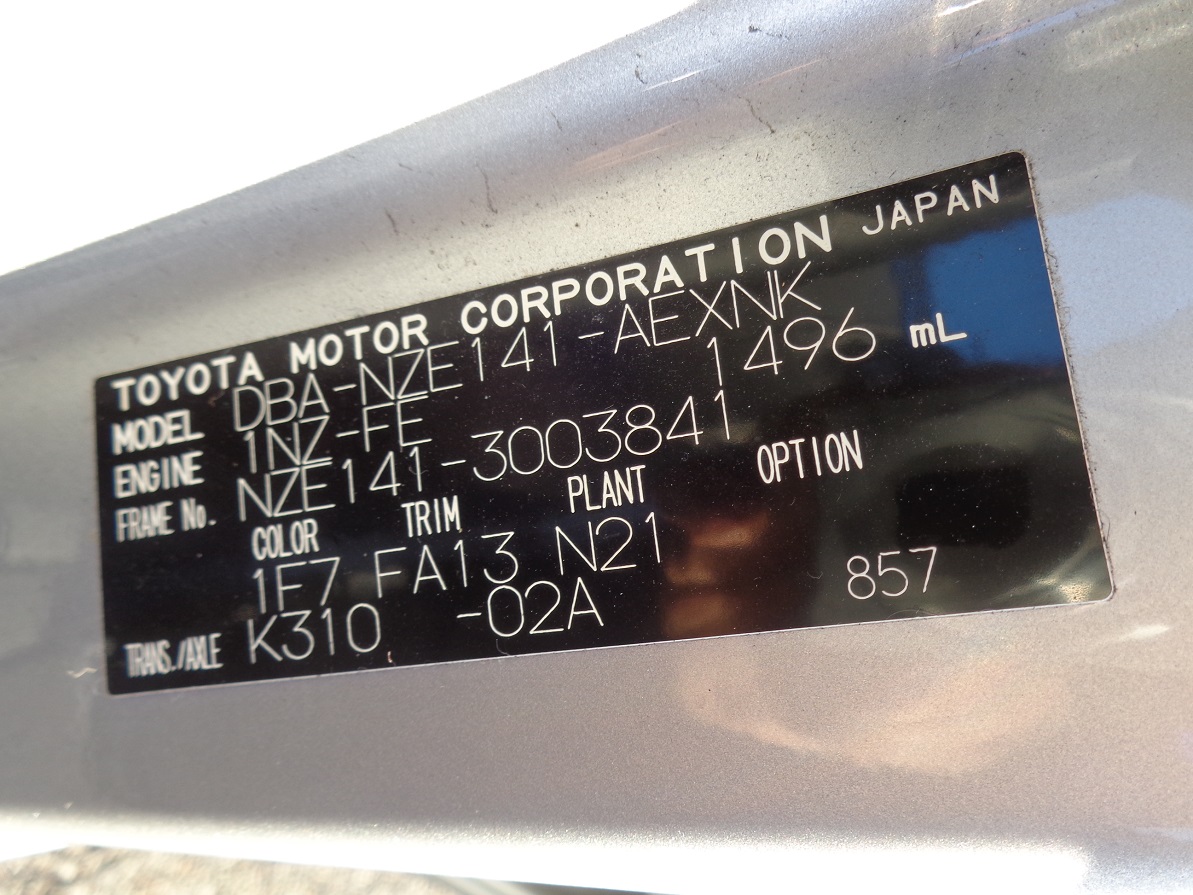 TOYOTA MOTOR CORPORATION JAPAN
MODEL DBA-NZE141-AEXNK
ENGINE 1NZ-FE 1496 mL
FRAME No. NZE141-3003841
COLOR TRIM PLANT OPTION
1F7 FA13 N21
TRANS./AXLE K310 -02A 857